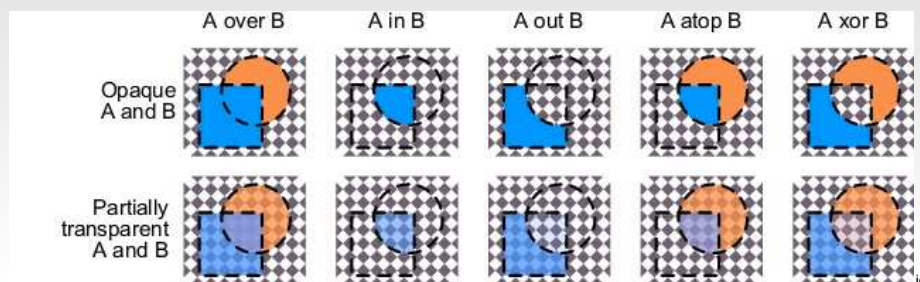 A over B A in B A out B A atop B A xor B
Opaque
A and B
Partially
transparent
A and B